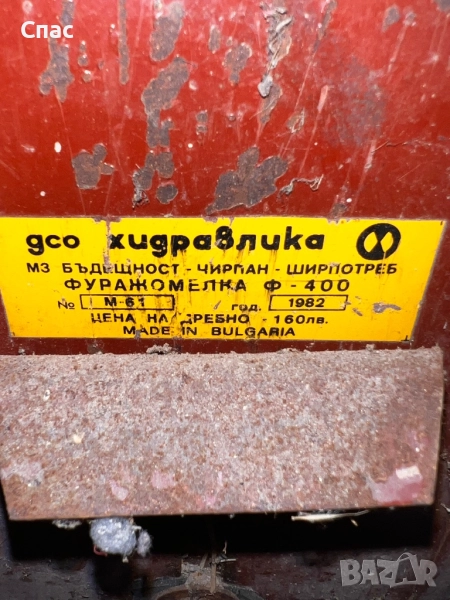 Спас
дсо хидравлика
МЗ БЪДЕЩНОСТ - ЧИРПАН - ШИРПОТРЕБ
ФУРАЖОМЕЛКА Ф - 400
№ М-61 год. 1982
ЦЕНА НА ДРЕБНО - 160лв.
MADE IN BULGARIA
BAZAR